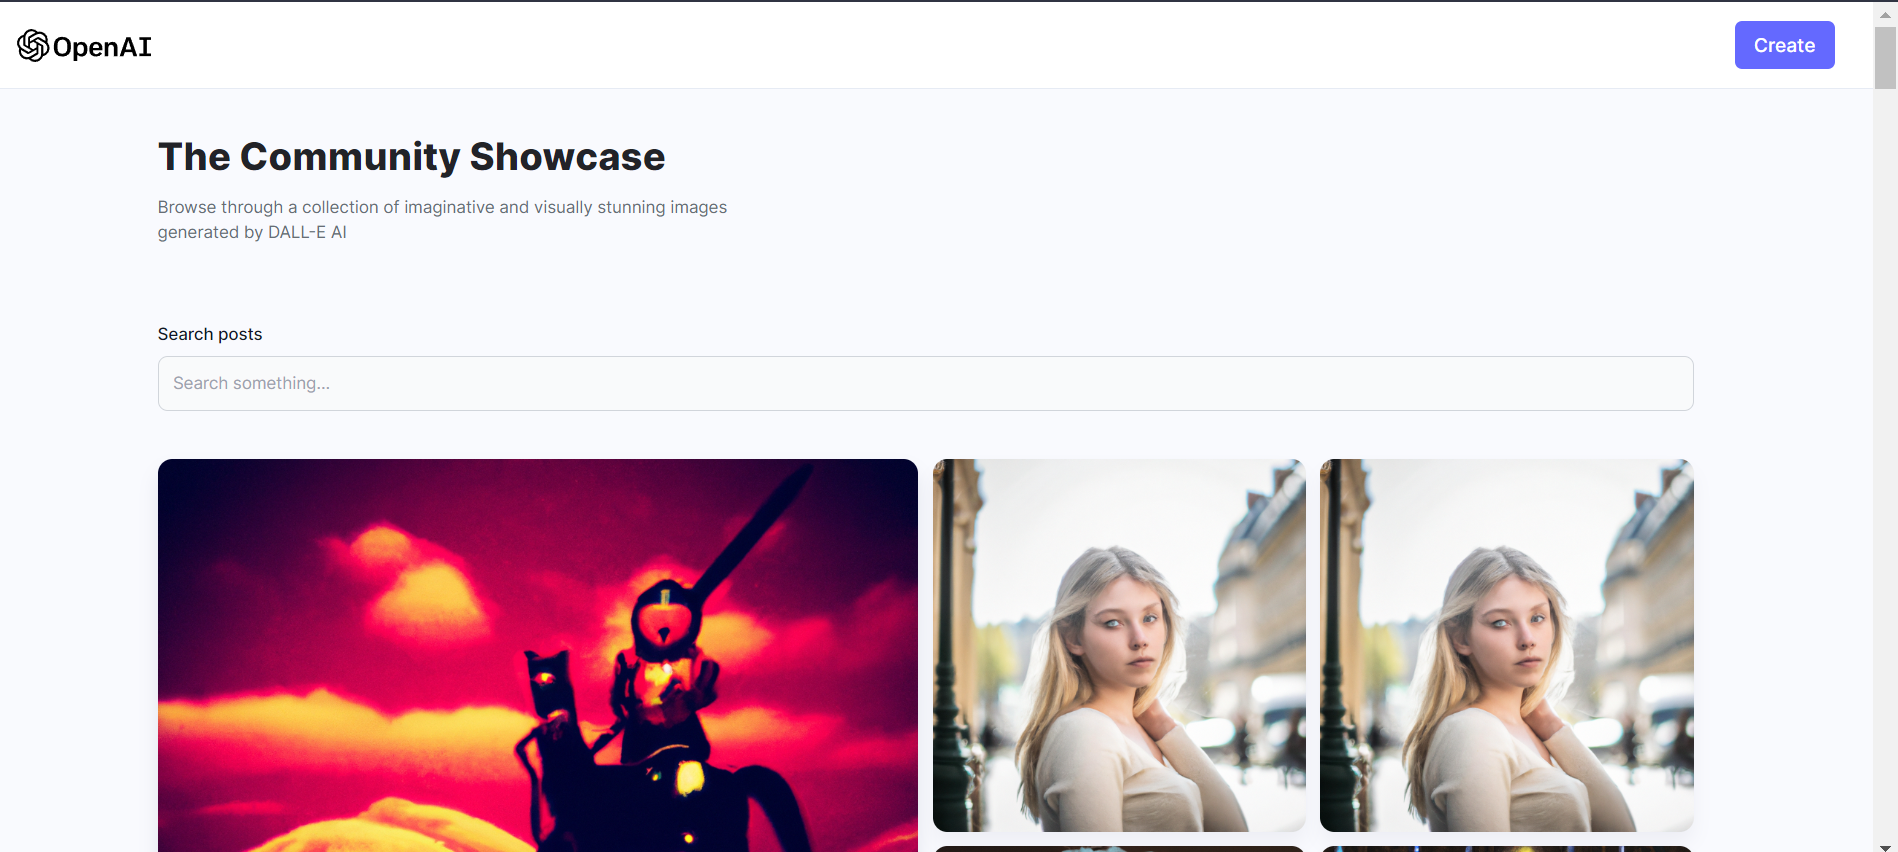 OpenAI
Create
The Community Showcase
Browse through a collection of imaginative and visually stunning images
generated by DALL-E AI
Search posts
Search something...